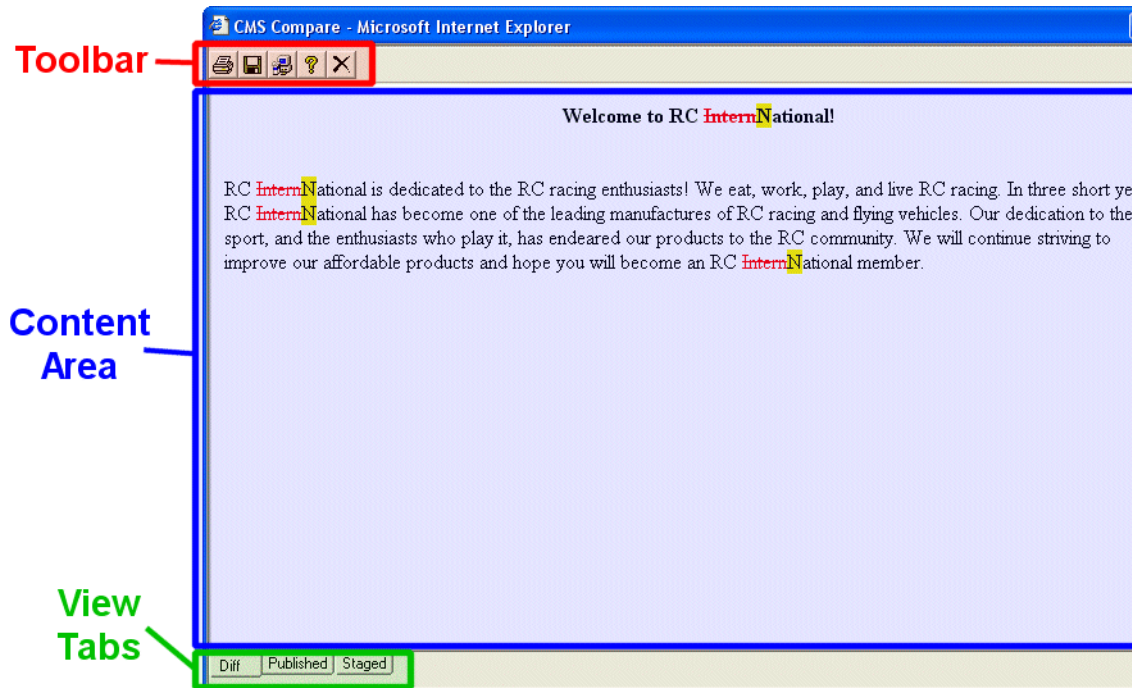 CMS Compare - Microsoft Internet Explorer
Toolbar
Welcome to RC InternNational!
RC InternNational is dedicated to the RC racing enthusiasts! We eat, work, play, and live RC racing. In three short ye
RC InternNational has become one of the leading manufactures of RC racing and flying vehicles. Our dedication to the
sport, and the enthusiasts who play it, has endeared our products to the RC community. We will continue striving to
improve our affordable products and hope you will become an RC InternNational member.
Content
Area
View
Tabs
Diff Published Staged